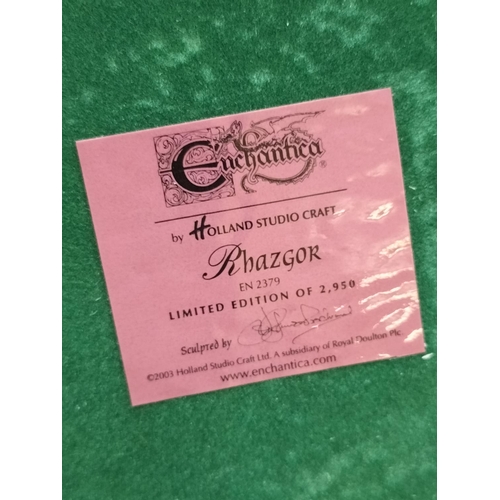 Enchantica ®
by HOLLAND STUDIO CRAFT
Rhazgor
EN 2379
LIMITED EDITION OF 2,950
Sculpted by
©2003 Holland Studio Craft Ltd. A subsidiary of Royal Doulton Plc.
www.enchantica.com